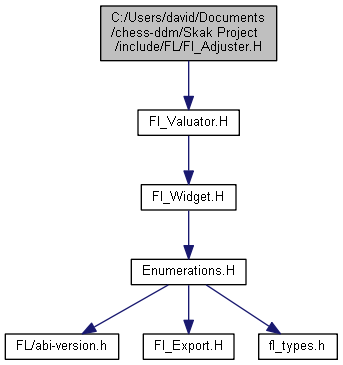 C:/Users/david/Documents
/chess-ddm/Skak Project
/include/FL/Fl_Adjuster.H
Fl_Valuator.H
Fl_Widget.H
Enumerations.H
FL/abi-version.h
Fl_Export.H
fl_types.h